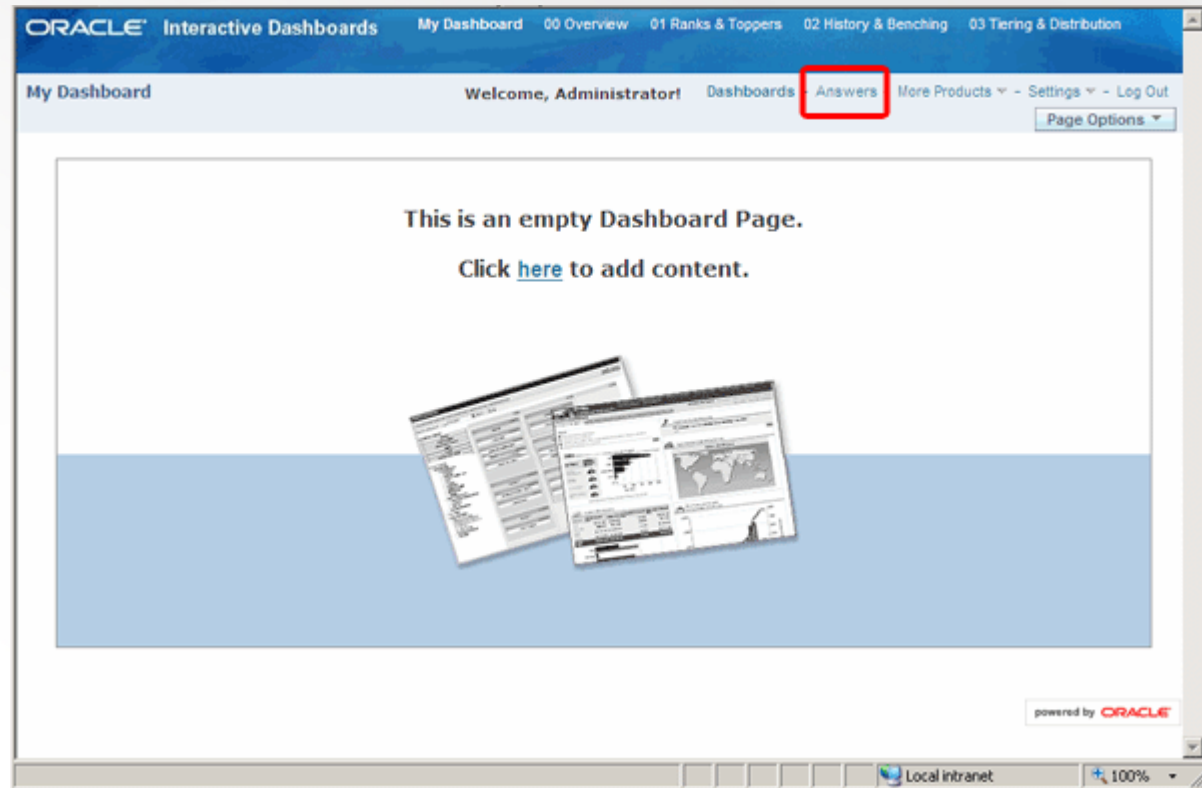 ORACLE Interactive Dashboards My Dashboard 00 Overview 01 Ranks & Toppers 02 History & Benching 03 Tiering & Distribution
My Dashboard Welcome, Administrator! Dashboards - Answers More Products - Settings - Log Out
Page Options
This is an empty Dashboard Page.
Click here to add content.
powered by ORACLE
Local intranet 100%